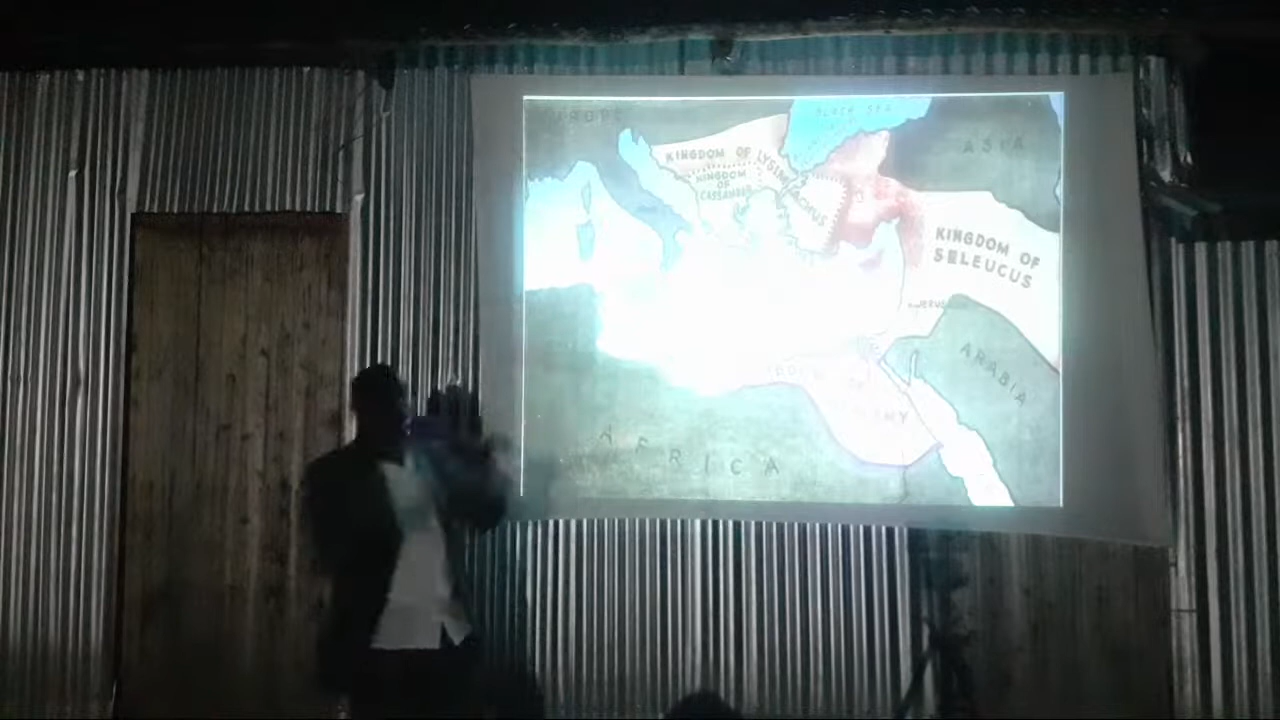 BLACK SEA
ASIA
KINGDOM OF LYSIMACHUS
KINGDOM
OF
CASSANDER
KINGDOM OF
SELEUCUS
ARABIA
AFRICA